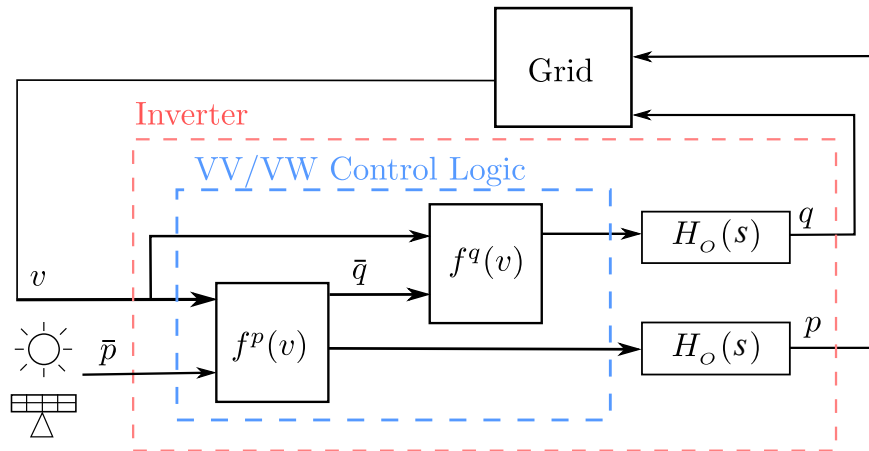 Grid
Inverter
VV/VW Control Logic
v
p̄
f^p(v)
q̄
f^q(v)
H_O(s)
q
H_O(s)
p